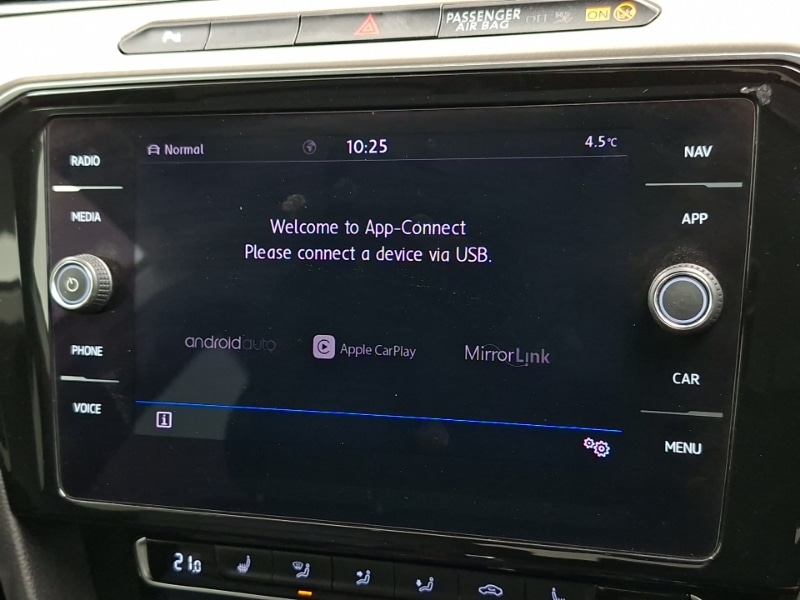 PASSENGER
AIR BAG
OFF
ON
RADIO
Normal
10:25
4.5°C
NAV
MEDIA
APP
Welcome to App-Connect
Please connect a device via USB.
androidauto
Apple CarPlay
MirrorLink
PHONE
CAR
VOICE
i
MENU
21.0